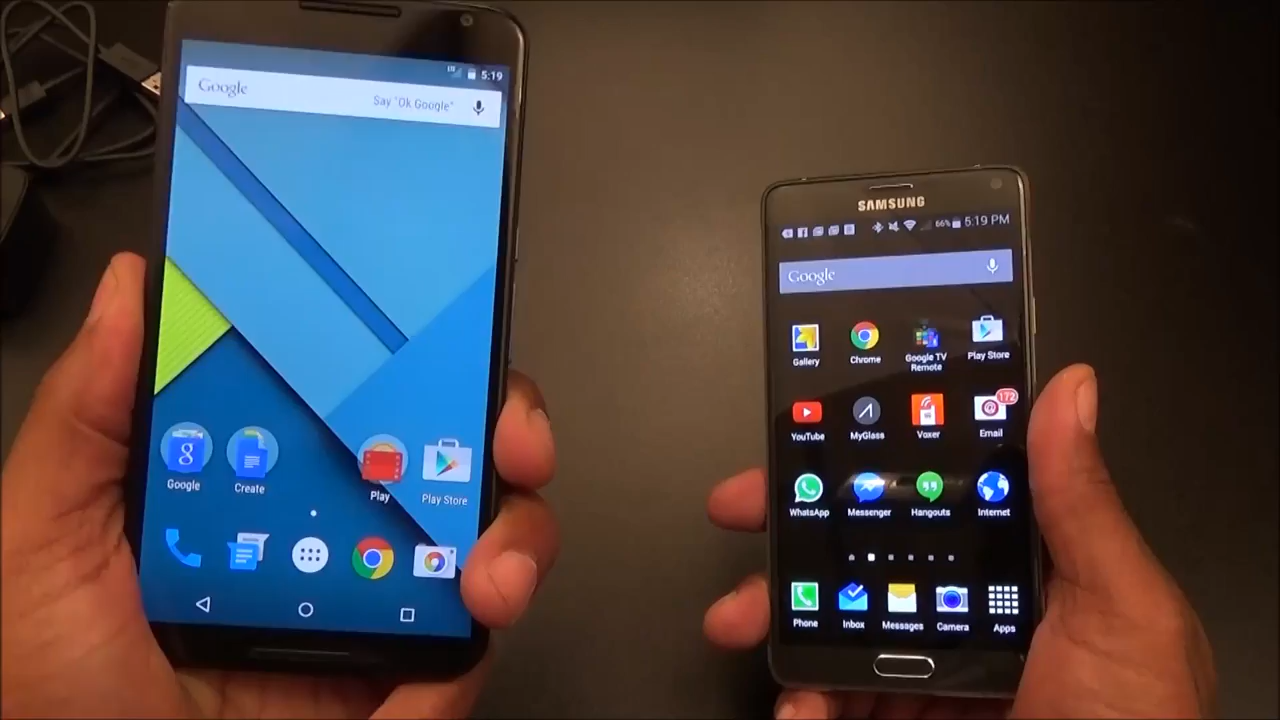 5:19
Google
Say "Ok Google"
Google
Create
Play
Play Store
SAMSUNG
66%
5:19 PM
Google
Gallery
Chrome
Google TV
Remote
Play Store
YouTube
MyGlass
Voxer
172
Email
WhatsApp
Messenger
Hangouts
Internet
Phone
Inbox
Messages
Camera
Apps